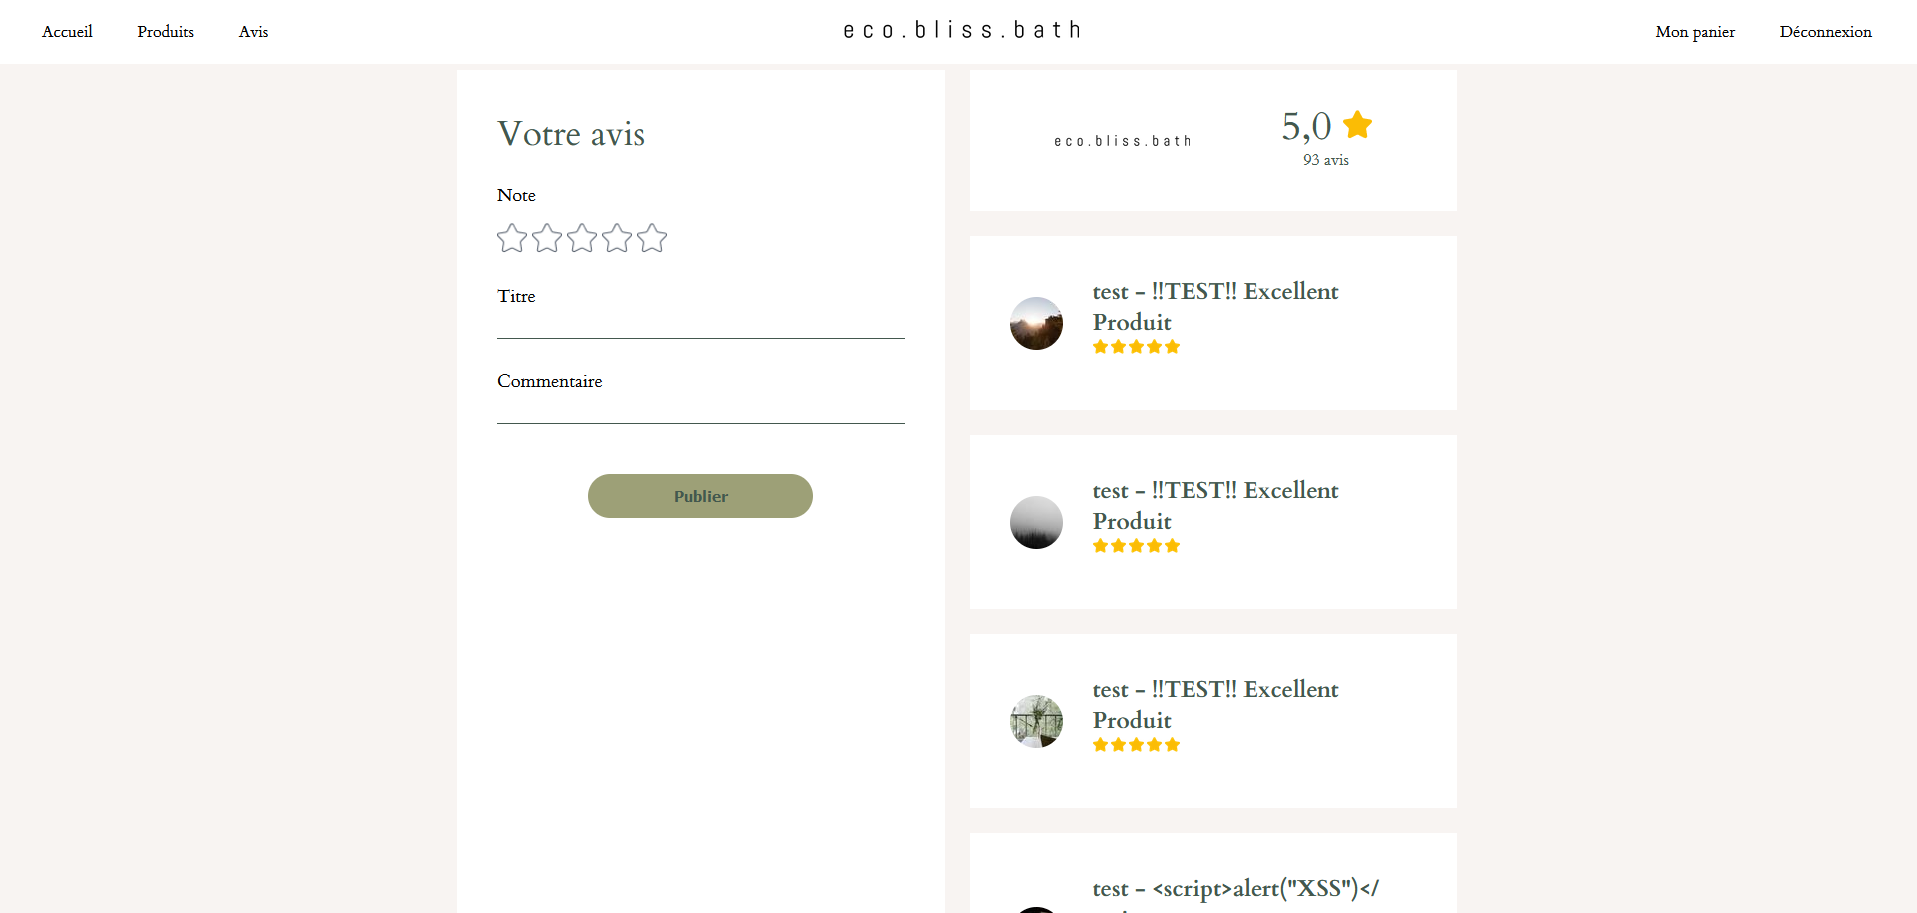 Accueil
Produits
Avis
eco.bliss.bath
Mon panier
Déconnexion
Votre avis
Note
Titre
Commentaire
Publier
eco.bliss.bath
5,0
93 avis
test - !!TEST!! Excellent
Produit
test - !!TEST!! Excellent
Produit
test - !!TEST!! Excellent
Produit
test - <script>alert("XSS")</